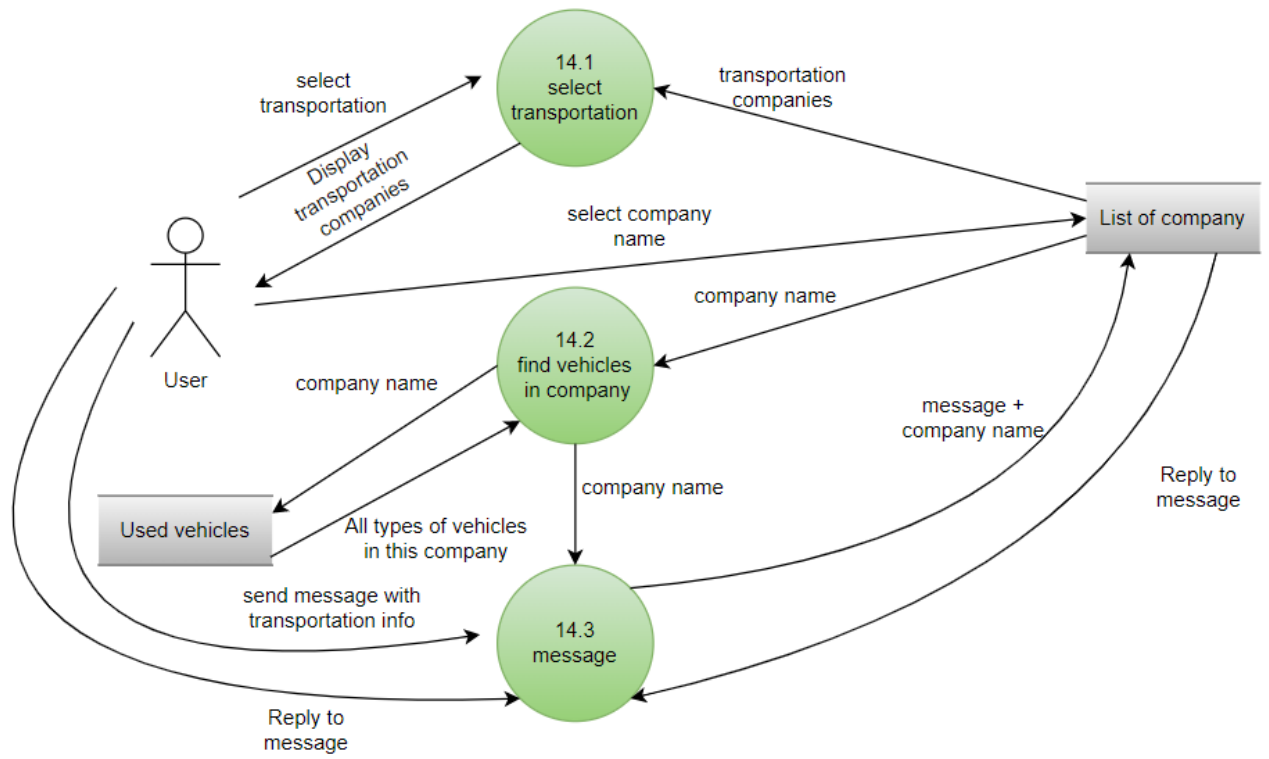 14.1
select
transportation
select
transportation
transportation
companies
Display
transportation
companies
select company
name
List of company
company name
14.2
find vehicles
in company
User
company name
message +
company name
company name
Reply to
message
Used vehicles
All types of vehicles
in this company
send message with
transportation info
14.3
message
Reply to
message